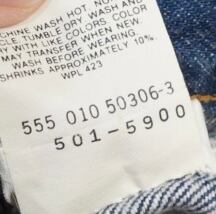 CHINE WASH HOT. NO
CLE TUMBLE DRY. WASH AND
Y WITH LIKE COLORS. COLOR
MAY TRANSFER WHEN NEW.
WASH BEFORE WEARING.
SHRINKS APPROXIMATELY 10%.
WPL 423
555 010 50306-3
501-5900